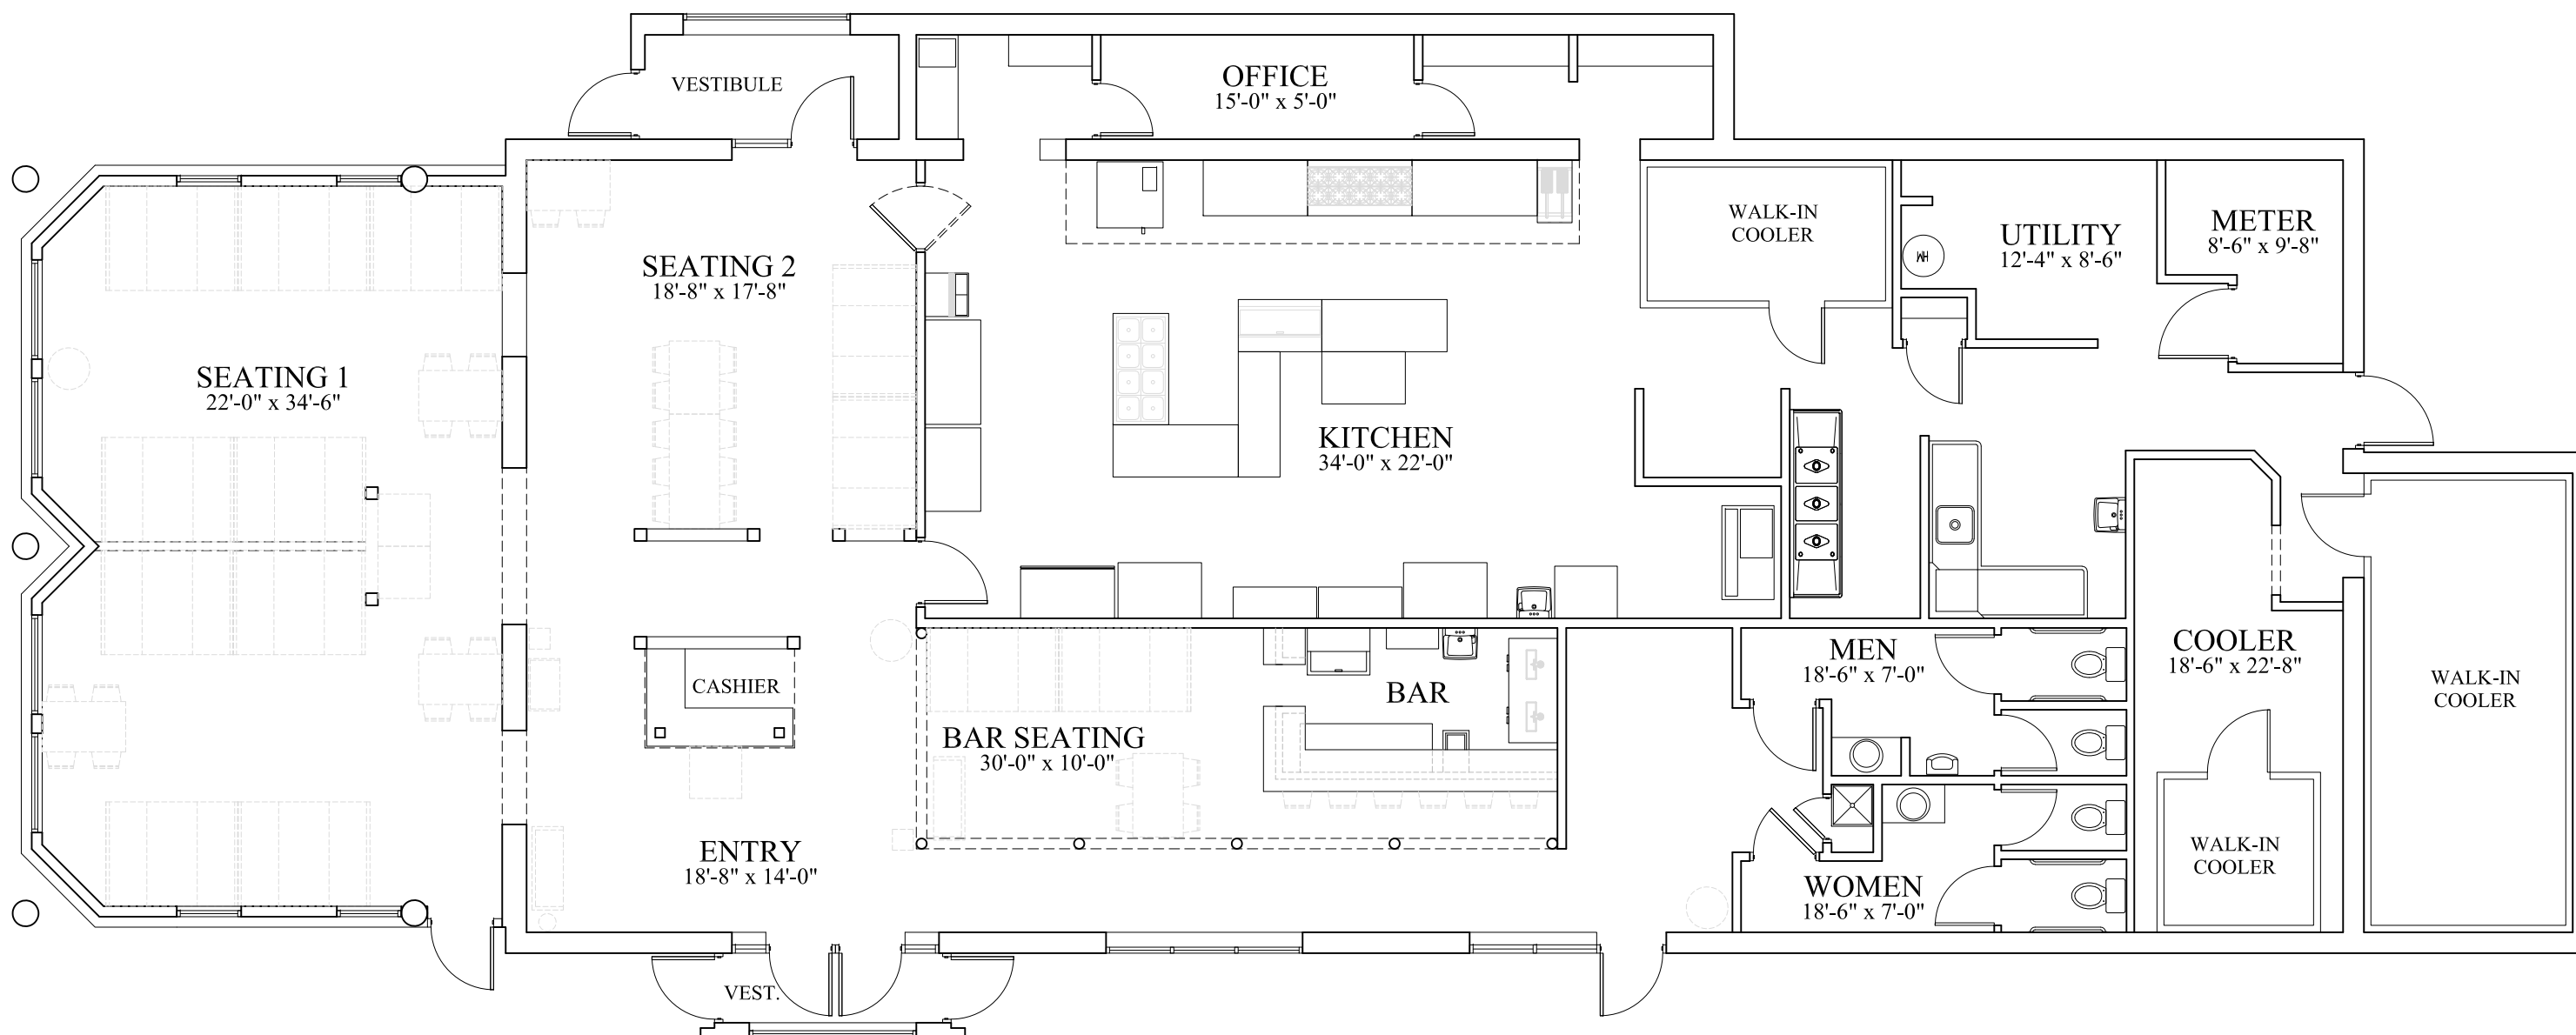 VESTIBULE
OFFICE
15'-0" x 5'-0"
SEATING 1
22'-0" x 34'-6"
SEATING 2
18'-8" x 17'-8"
KITCHEN
34'-0" x 22'-0"
WALK-IN
COOLER
UTILITY
12'-4" x 8'-6"
HW
METER
8'-6" x 9'-8"
CASHIER
BAR SEATING
30'-0" x 10'-0"
BAR
MEN
18'-6" x 7'-0"
COOLER
18'-6" x 22'-8"
WALK-IN
COOLER
WALK-IN
COOLER
ENTRY
18'-8" x 14'-0"
WOMEN
18'-6" x 7'-0"
VEST.